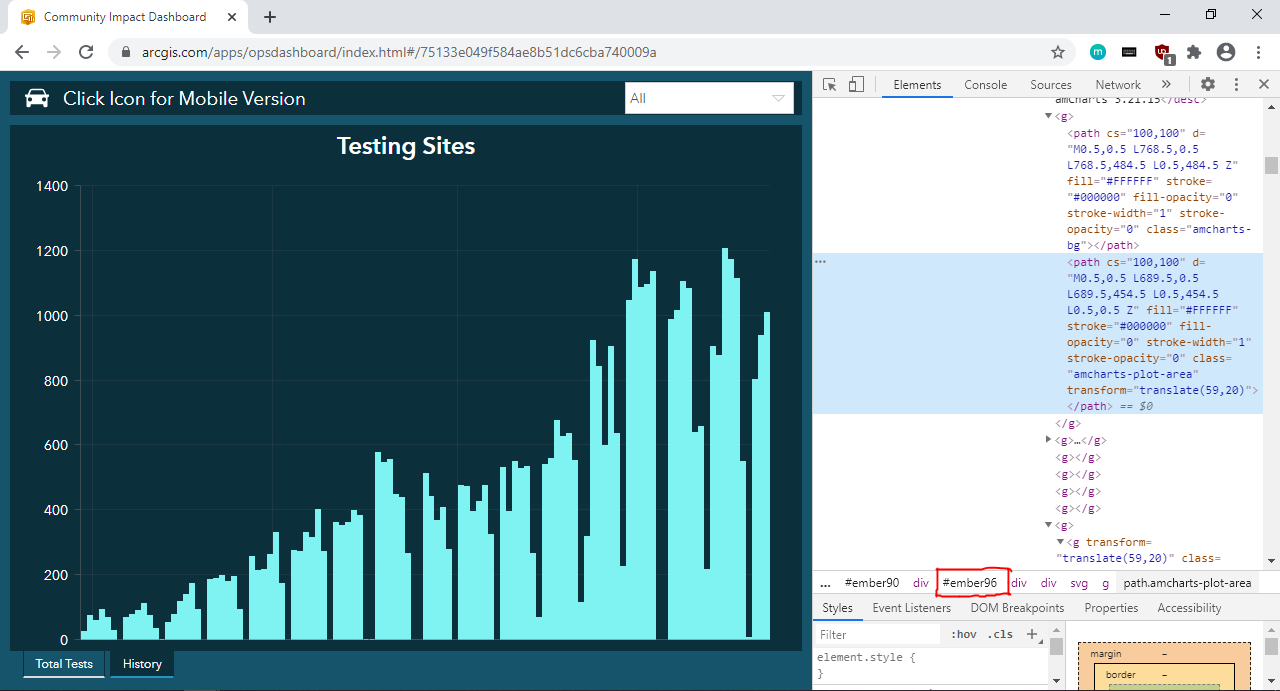 Community Impact Dashboard
arcgis.com/apps/opsdashboard/index.html#/75133e049f584ae8b51dc6cba740009a
m
1
Click Icon for Mobile Version
All
Testing Sites
1400
1200
1000
800
600
400
200
0
Total Tests
History
Elements
Console
Sources
Network
»
amCharts 3.21.15</desc>
▼<g>
<path cs="100,100" d=
"M0.5,0.5 L768.5,0.5
L768.5,484.5 L0.5,484.5 Z"
fill="#FFFFFF" stroke=
"#000000" fill-opacity="0"
stroke-width="1" stroke-
opacity="0" class="amcharts-
bg"></path>
...
<path cs="100,100" d=
"M0.5,0.5 L689.5,0.5
L689.5,454.5 L0.5,454.5
L0.5,0.5 Z" fill="#FFFFFF"
stroke="#000000" fill-
opacity="0" stroke-width="1"
stroke-opacity="0" class=
"amcharts-plot-area"
transform="translate(59,20)">
</path> == $0
</g>
▶<g>…</g>
<g></g>
<g></g>
<g></g>
<g></g>
▼<g>
▼<g transform=
"translate(59,20)" class=
... #ember90 div #ember96 div div svg g path.amcharts-plot-area
Styles Event Listeners DOM Breakpoints Properties Accessibility
Filter :hov .cls +
element.style {
}
margin –
border –